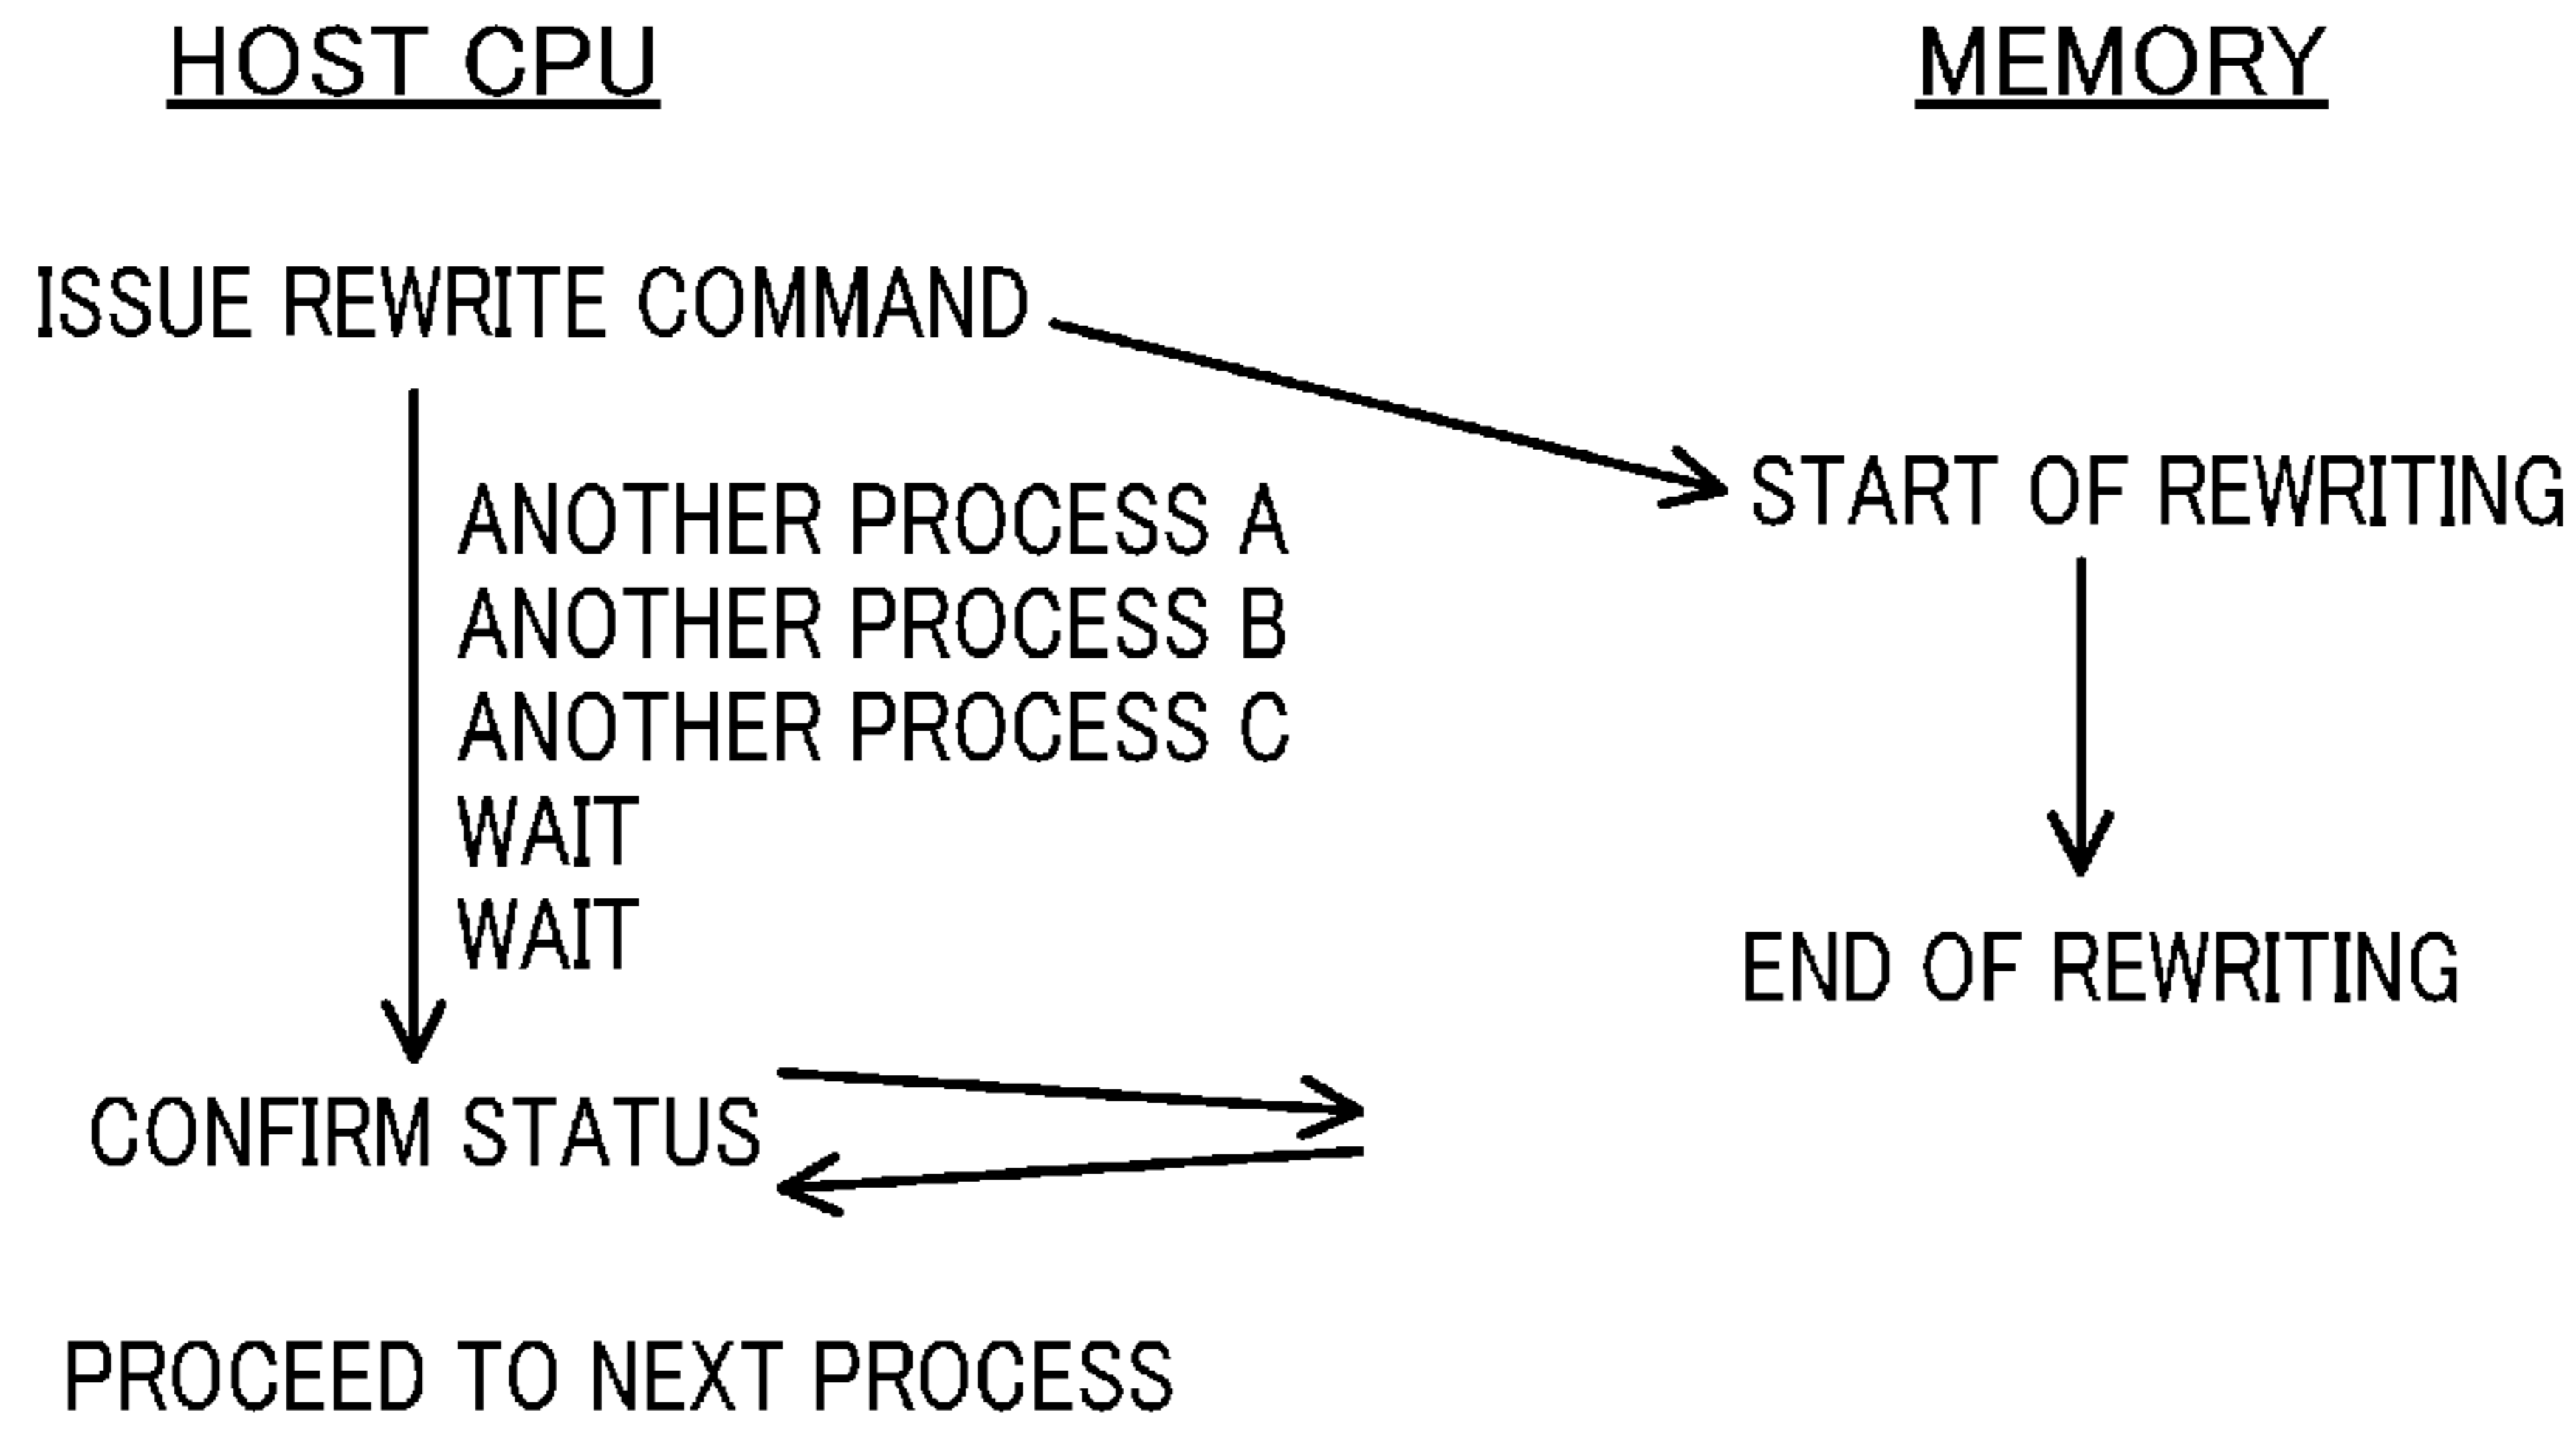 HOST CPU
MEMORY
ISSUE REWRITE COMMAND
START OF REWRITING
ANOTHER PROCESS A
ANOTHER PROCESS B
ANOTHER PROCESS C
WAIT
WAIT
END OF REWRITING
CONFIRM STATUS
PROCEED TO NEXT PROCESS